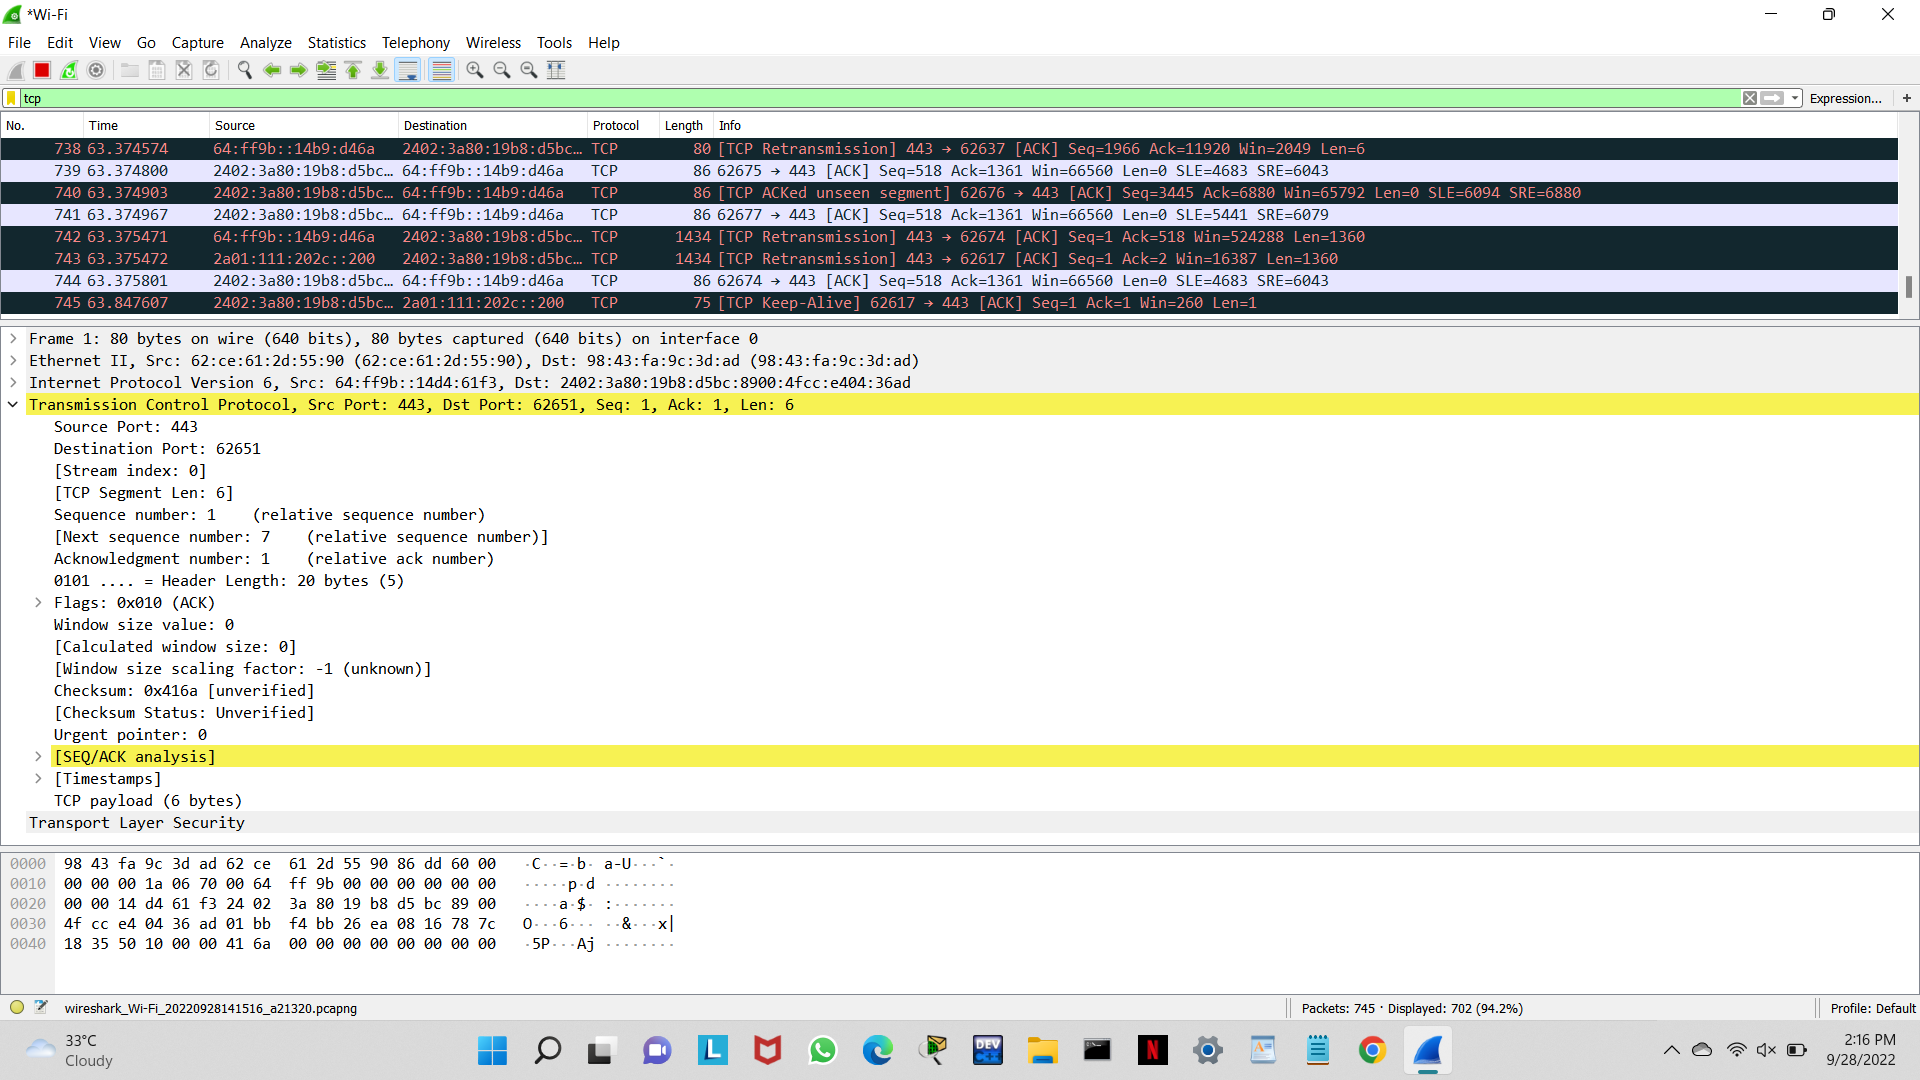 *Wi-Fi
File Edit View Go Capture Analyze Statistics Telephony Wireless Tools Help
tcp Expression... +
No. Time Source Destination Protocol Length Info
738 63.374574 64:ff9b::14b9:d46a 2402:3a80:19b8:d5bc… TCP 80 [TCP Retransmission] 443 → 62637 [ACK] Seq=1966 Ack=11920 Win=2049 Len=6
739 63.374800 2402:3a80:19b8:d5bc… 64:ff9b::14b9:d46a TCP 86 62675 → 443 [ACK] Seq=518 Ack=1361 Win=66560 Len=0 SLE=4683 SRE=6043
740 63.374903 2402:3a80:19b8:d5bc… 64:ff9b::14b9:d46a TCP 86 [TCP ACKed unseen segment] 62676 → 443 [ACK] Seq=3445 Ack=6880 Win=65792 Len=0 SLE=6094 SRE=6880
741 63.374967 2402:3a80:19b8:d5bc… 64:ff9b::14b9:d46a TCP 86 62677 → 443 [ACK] Seq=518 Ack=1361 Win=66560 Len=0 SLE=5441 SRE=6079
742 63.375471 64:ff9b::14b9:d46a 2402:3a80:19b8:d5bc… TCP 1434 [TCP Retransmission] 443 → 62674 [ACK] Seq=1 Ack=518 Win=524288 Len=1360
743 63.375472 2a01:111:202c::200 2402:3a80:19b8:d5bc… TCP 1434 [TCP Retransmission] 443 → 62617 [ACK] Seq=1 Ack=2 Win=16387 Len=1360
744 63.375801 2402:3a80:19b8:d5bc… 64:ff9b::14b9:d46a TCP 86 62674 → 443 [ACK] Seq=518 Ack=1361 Win=66560 Len=0 SLE=4683 SRE=6043
745 63.847607 2402:3a80:19b8:d5bc… 2a01:111:202c::200 TCP 75 [TCP Keep-Alive] 62617 → 443 [ACK] Seq=1 Ack=1 Win=260 Len=1
Frame 1: 80 bytes on wire (640 bits), 80 bytes captured (640 bits) on interface 0
Ethernet II, Src: 62:ce:61:2d:55:90 (62:ce:61:2d:55:90), Dst: 98:43:fa:9c:3d:ad (98:43:fa:9c:3d:ad)
Internet Protocol Version 6, Src: 64:ff9b::14d4:61f3, Dst: 2402:3a80:19b8:d5bc:8900:4fcc:e404:36ad
Transmission Control Protocol, Src Port: 443, Dst Port: 62651, Seq: 1, Ack: 1, Len: 6
Source Port: 443
Destination Port: 62651
[Stream index: 0]
[TCP Segment Len: 6]
Sequence number: 1 (relative sequence number)
[Next sequence number: 7 (relative sequence number)]
Acknowledgment number: 1 (relative ack number)
0101 .... = Header Length: 20 bytes (5)
Flags: 0x010 (ACK)
Window size value: 0
[Calculated window size: 0]
[Window size scaling factor: -1 (unknown)]
Checksum: 0x416a [unverified]
[Checksum Status: Unverified]
Urgent pointer: 0
[SEQ/ACK analysis]
[Timestamps]
TCP payload (6 bytes)
Transport Layer Security
0000 98 43 fa 9c 3d ad 62 ce 61 2d 55 90 86 dd 60 00 ·C··=·b· a-U···`·
0010 00 00 00 1a 06 70 00 64 ff 9b 00 00 00 00 00 00 ·····p·d ········
0020 00 00 14 d4 61 f3 24 02 3a 80 19 b8 d5 bc 89 00 ····a·$· :·······
0030 4f cc e4 04 36 ad 01 bb f4 bb 26 ea 08 16 78 7c O···6··· ··&···x|
0040 18 35 50 10 00 00 41 6a 00 00 00 00 00 00 00 00 ·5P···Aj ········
wireshark_Wi-Fi_20220928141516_a21320.pcapng Packets: 745 · Displayed: 702 (94.2%) Profile: Default
33°C
Cloudy
L
DEV
C++
N
2:16 PM
9/28/2022